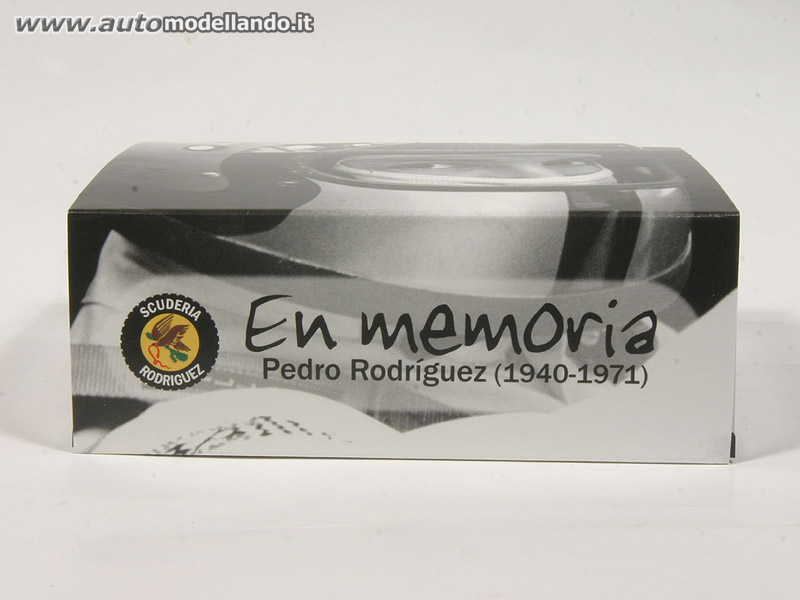 www.automodellando.it
SCUDERIA
RODRIGUEZ
En memoria
Pedro Rodríguez (1940-1971)